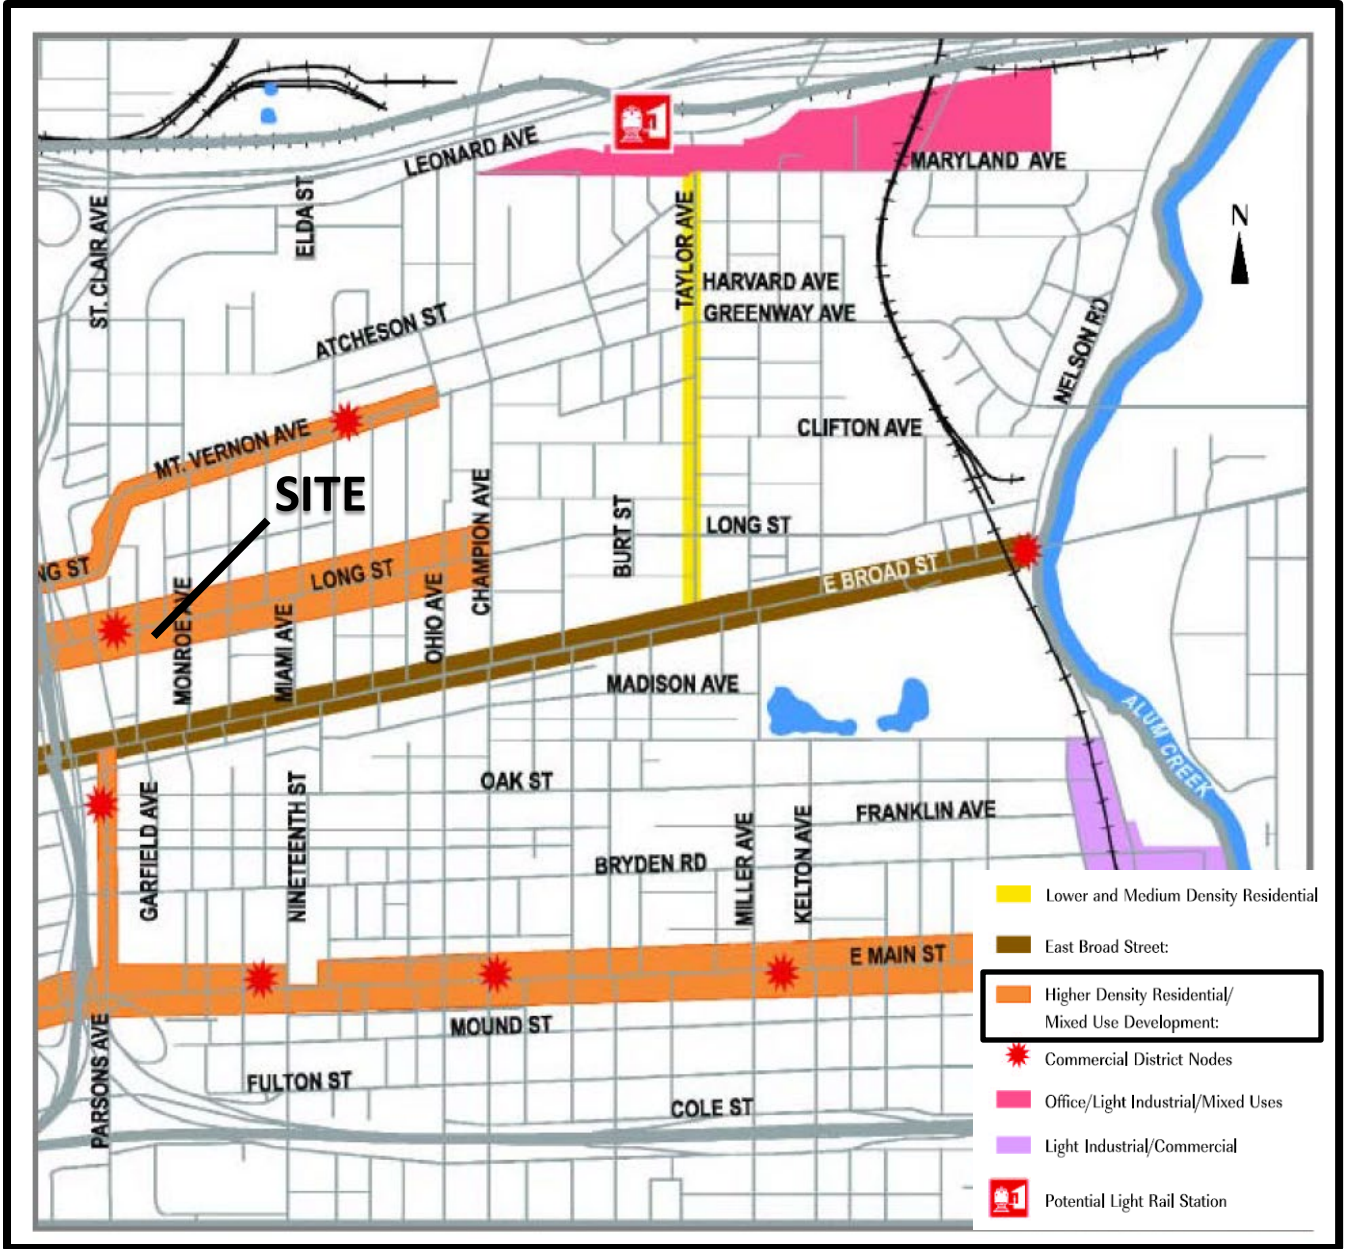 LEONARD AVE
MARYLAND AVE
ST. CLAIR AVE
ELDA ST
TAYLOR AVE
N
HARVARD AVE
GREENWAY AVE
ATCHESON ST
NELSON RD
MT. VERNON AVE
CLIFTON AVE
SITE
CHAMPION AVE
BURT ST
LONG ST
NG ST
LONG ST
E BROAD ST
MONROE AVE
MIAMI AVE
OHIO AVE
MADISON AVE
ALUM CREEK
OAK ST
GARFIELD AVE
NINETEENTH ST
FRANKLIN AVE
MILLER AVE
KELTON AVE
BRYDEN RD
E MAIN ST
MOUND ST
PARSONS AVE
FULTON ST
COLE ST
Lower and Medium Density Residential
East Broad Street:
Higher Density Residential/
Mixed Use Development:
Commercial District Nodes
Office/Light Industrial/Mixed Uses
Light Industrial/Commercial
Potential Light Rail Station